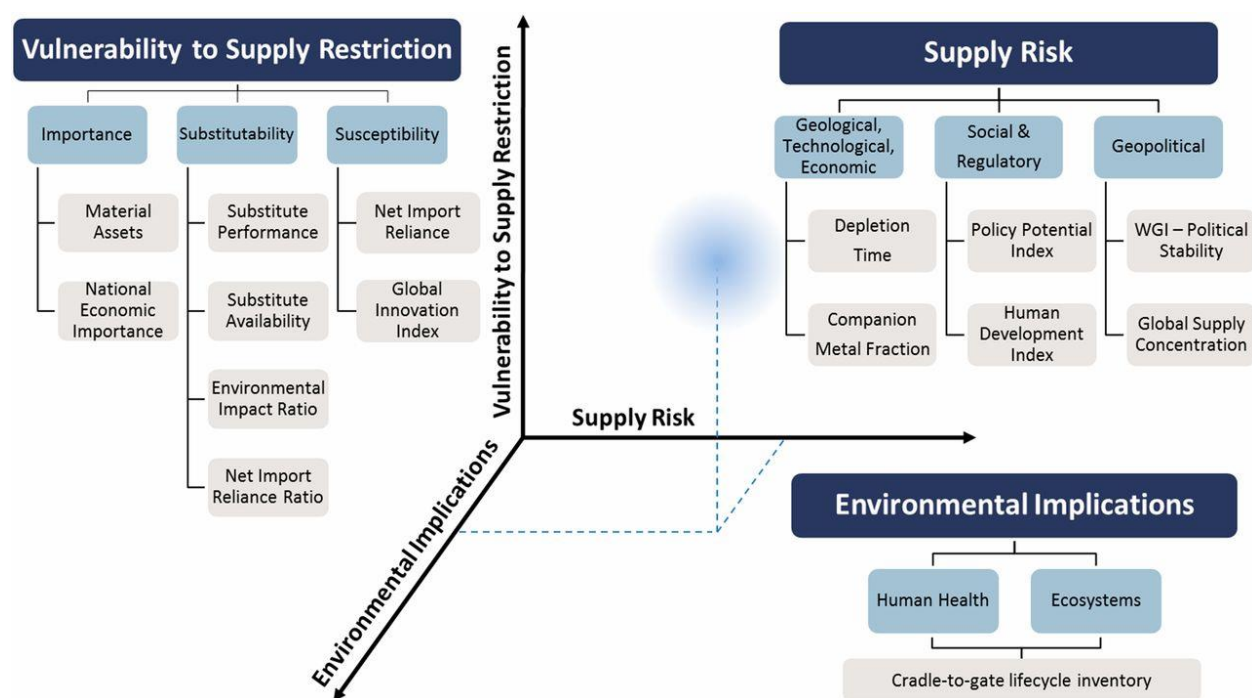 Vulnerability to Supply Restriction
Importance
Substitutability
Susceptibility
Material
Assets
National
Economic
Importance
Substitute
Performance
Substitute
Availability
Environmental
Impact Ratio
Net Import
Reliance Ratio
Net Import
Reliance
Global
Innovation
Index
Vulnerability to Supply Restriction
Supply Risk
Environmental Implications
Supply Risk
Geological,
Technological,
Economic
Social &
Regulatory
Geopolitical
Depletion
Time
Companion
Metal Fraction
Policy Potential
Index
Human
Development
Index
WGI – Political
Stability
Global Supply
Concentration
Environmental Implications
Human Health
Ecosystems
Cradle-to-gate lifecycle inventory